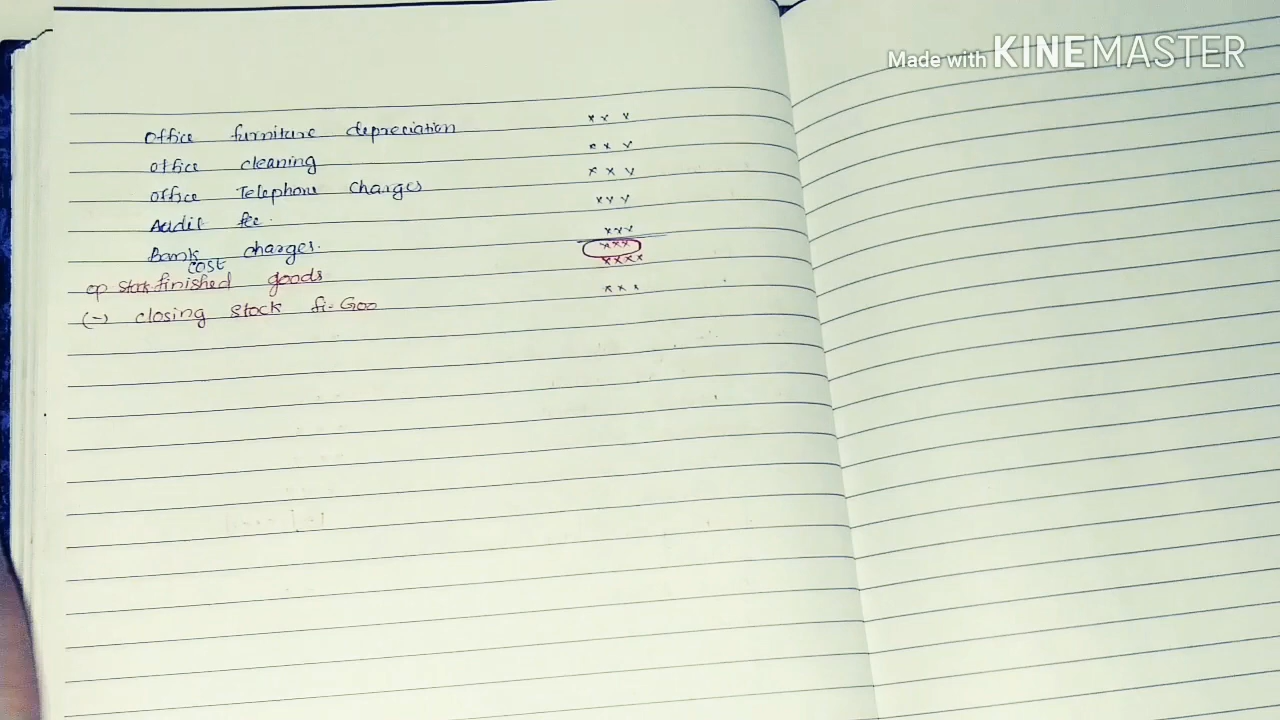 Made with KINEMASTER
office furniture depreciation xxx
office cleaning xxx
office Telephone charges xxx
Audit fee. xxx
Bank charges. xxx
xxx
cost
op stock finished goods xxxx
(-) closing stock fi-Goo xxx